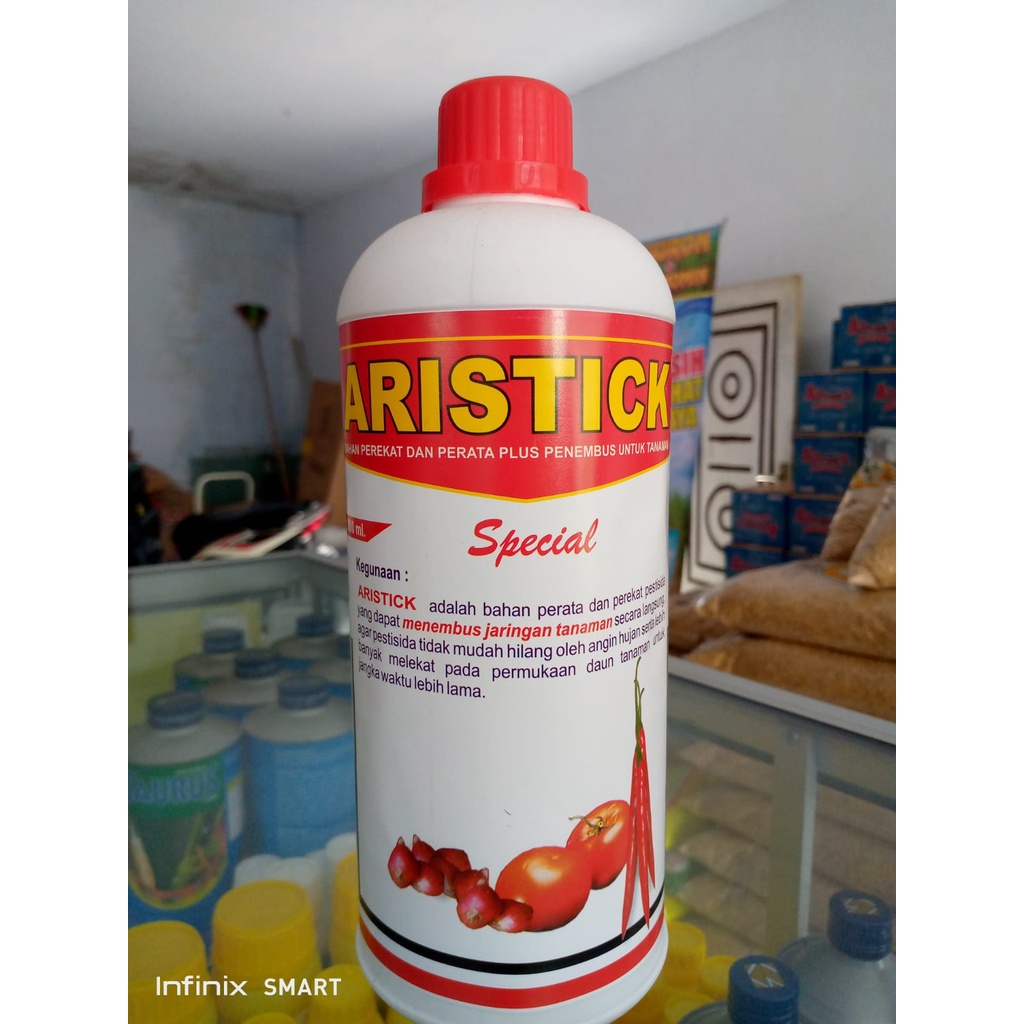 ARISTICK
BAHAN PEREKAT DAN PERATA PLUS PENEMBUS UNTUK TANAMAN
ml.
Special
Kegunaan :
ARISTICK adalah bahan perata dan perekat pestisida
yang dapat menembus jaringan tanaman secara langsung,
agar pestisida tidak mudah hilang oleh angin hujan serta lebih
banyak melekat pada permukaan daun tanaman untuk
jangka waktu lebih lama.
Infinix SMART